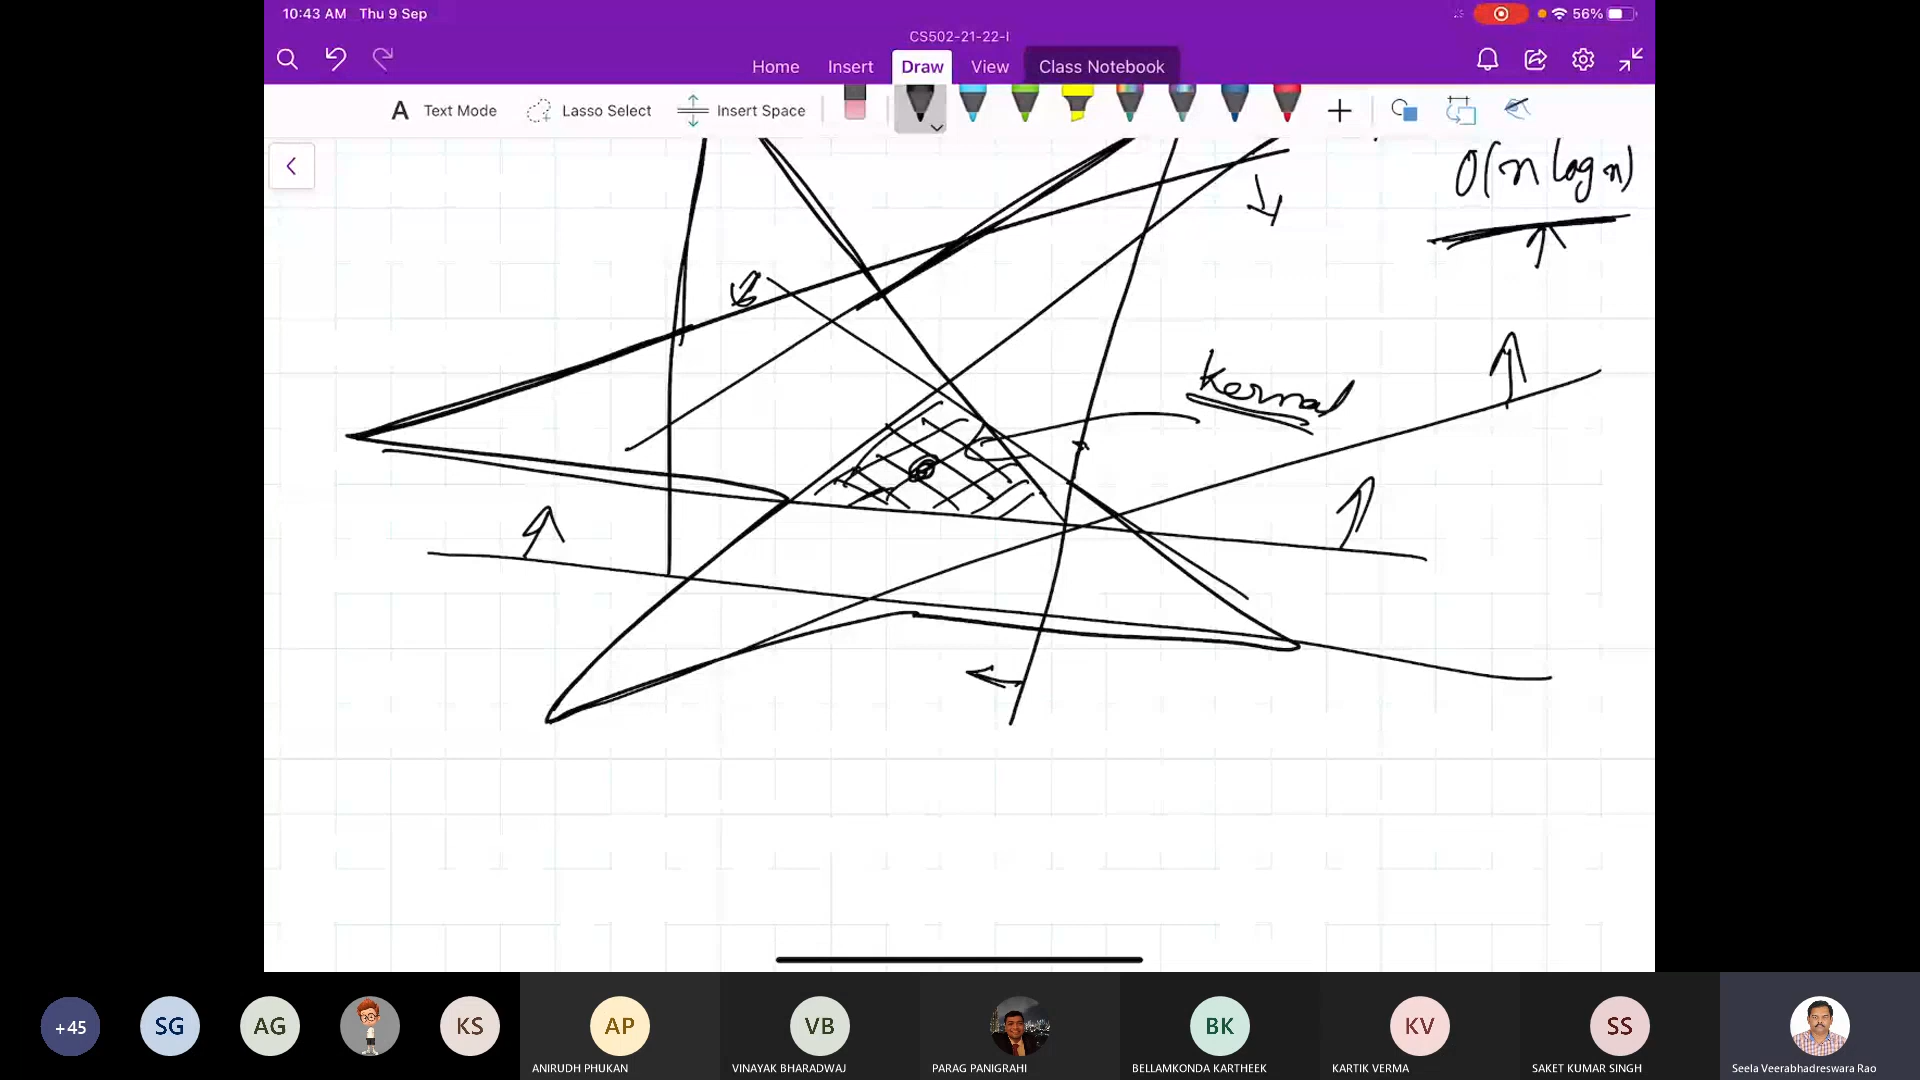 10:43 AM Thu 9 Sep
56%
CS502-21-22-I
Home Insert Draw View Class Notebook
A Text Mode Lasso Select Insert Space
O(n log n)
Kernal
+45 SG AG KS AP VB BK KV SS
ANIRUDH PHUKAN VINAYAK BHARADWAJ PARAG PANIGRAHI BELLAMKONDA KARTHEEK KARTIK VERMA SAKET KUMAR SINGH Seela Veerabhadreswara Rao